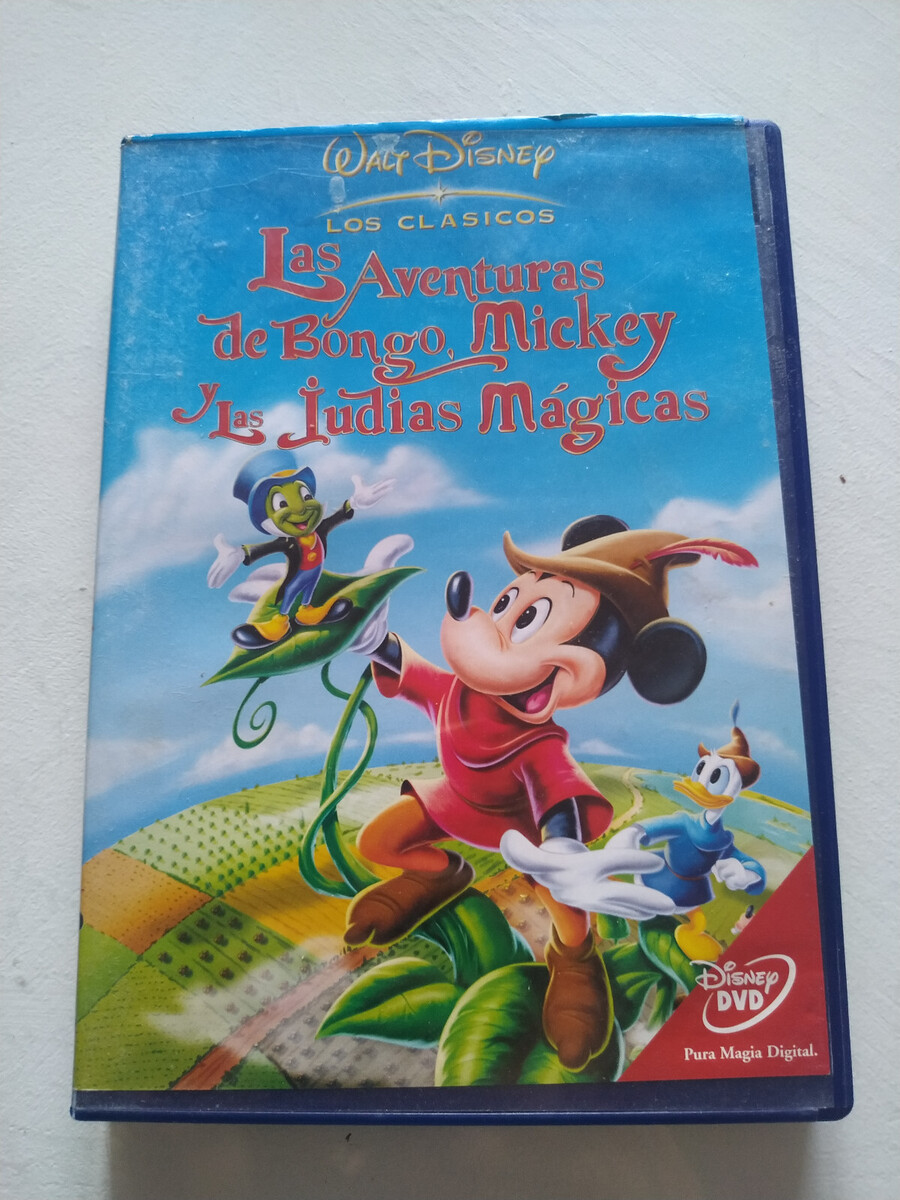 WALT DISNEY
LOS CLASICOS
Las Aventuras
de Bongo, Mickey
y Las Judias Mágicas
DISNEY
DVD
Pura Magia Digital.